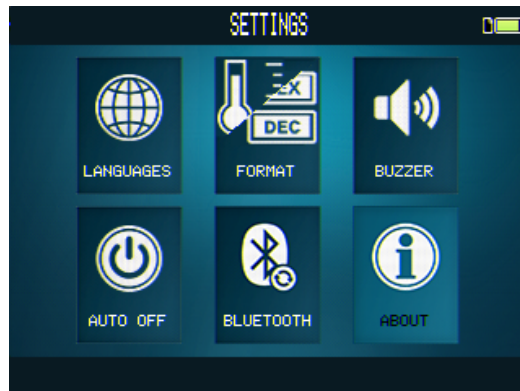 SETTINGS
DEC
LANGUAGES
FORMAT
BUZZER
AUTO OFF
BLUETOOTH
ABOUT